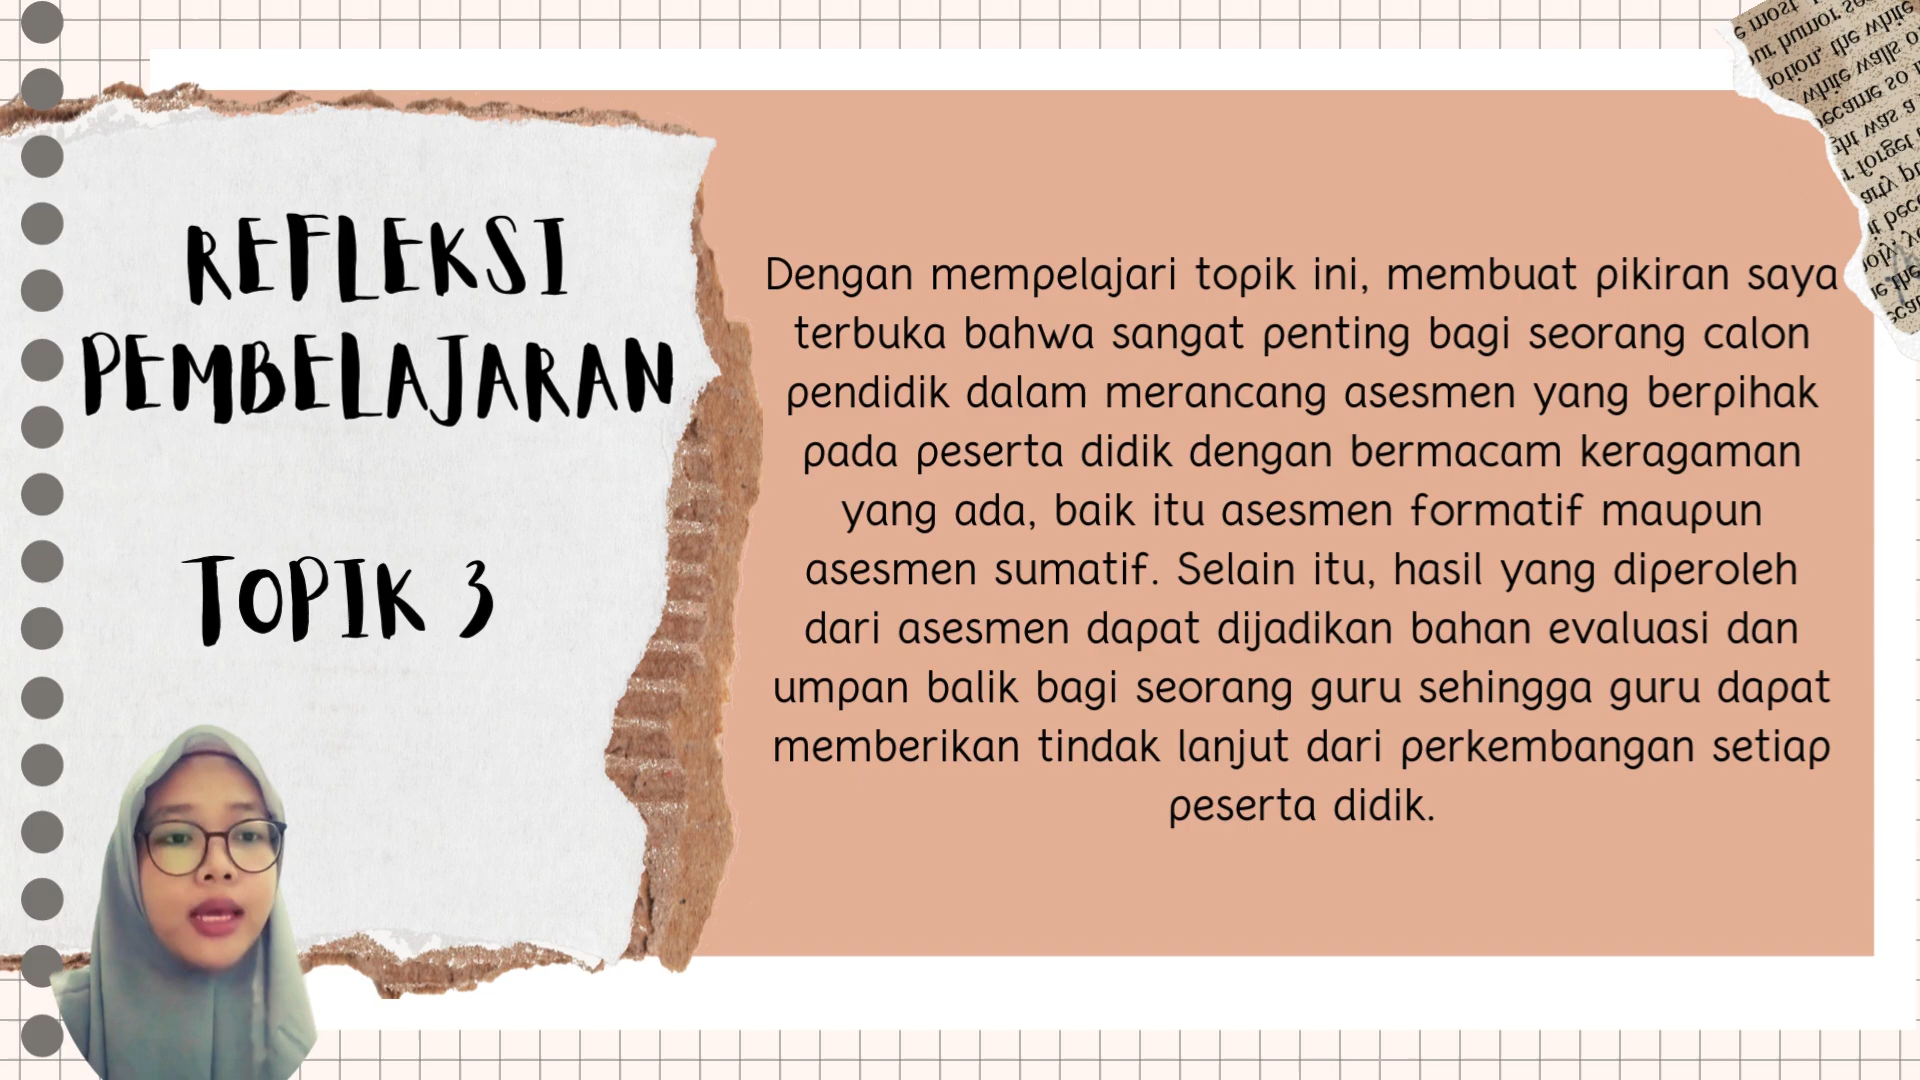 REFLEKSI
PEMBELAJARAN
TOPIK 3
Dengan mempelajari topik ini, membuat pikiran saya
terbuka bahwa sangat penting bagi seorang calon
pendidik dalam merancang asesmen yang berpihak
pada peserta didik dengan bermacam keragaman
yang ada, baik itu asesmen formatif maupun
asesmen sumatif. Selain itu, hasil yang diperoleh
dari asesmen dapat dijadikan bahan evaluasi dan
umpan balik bagi seorang guru sehingga guru dapat
memberikan tindak lanjut dari perkembangan setiap
peserta didik.